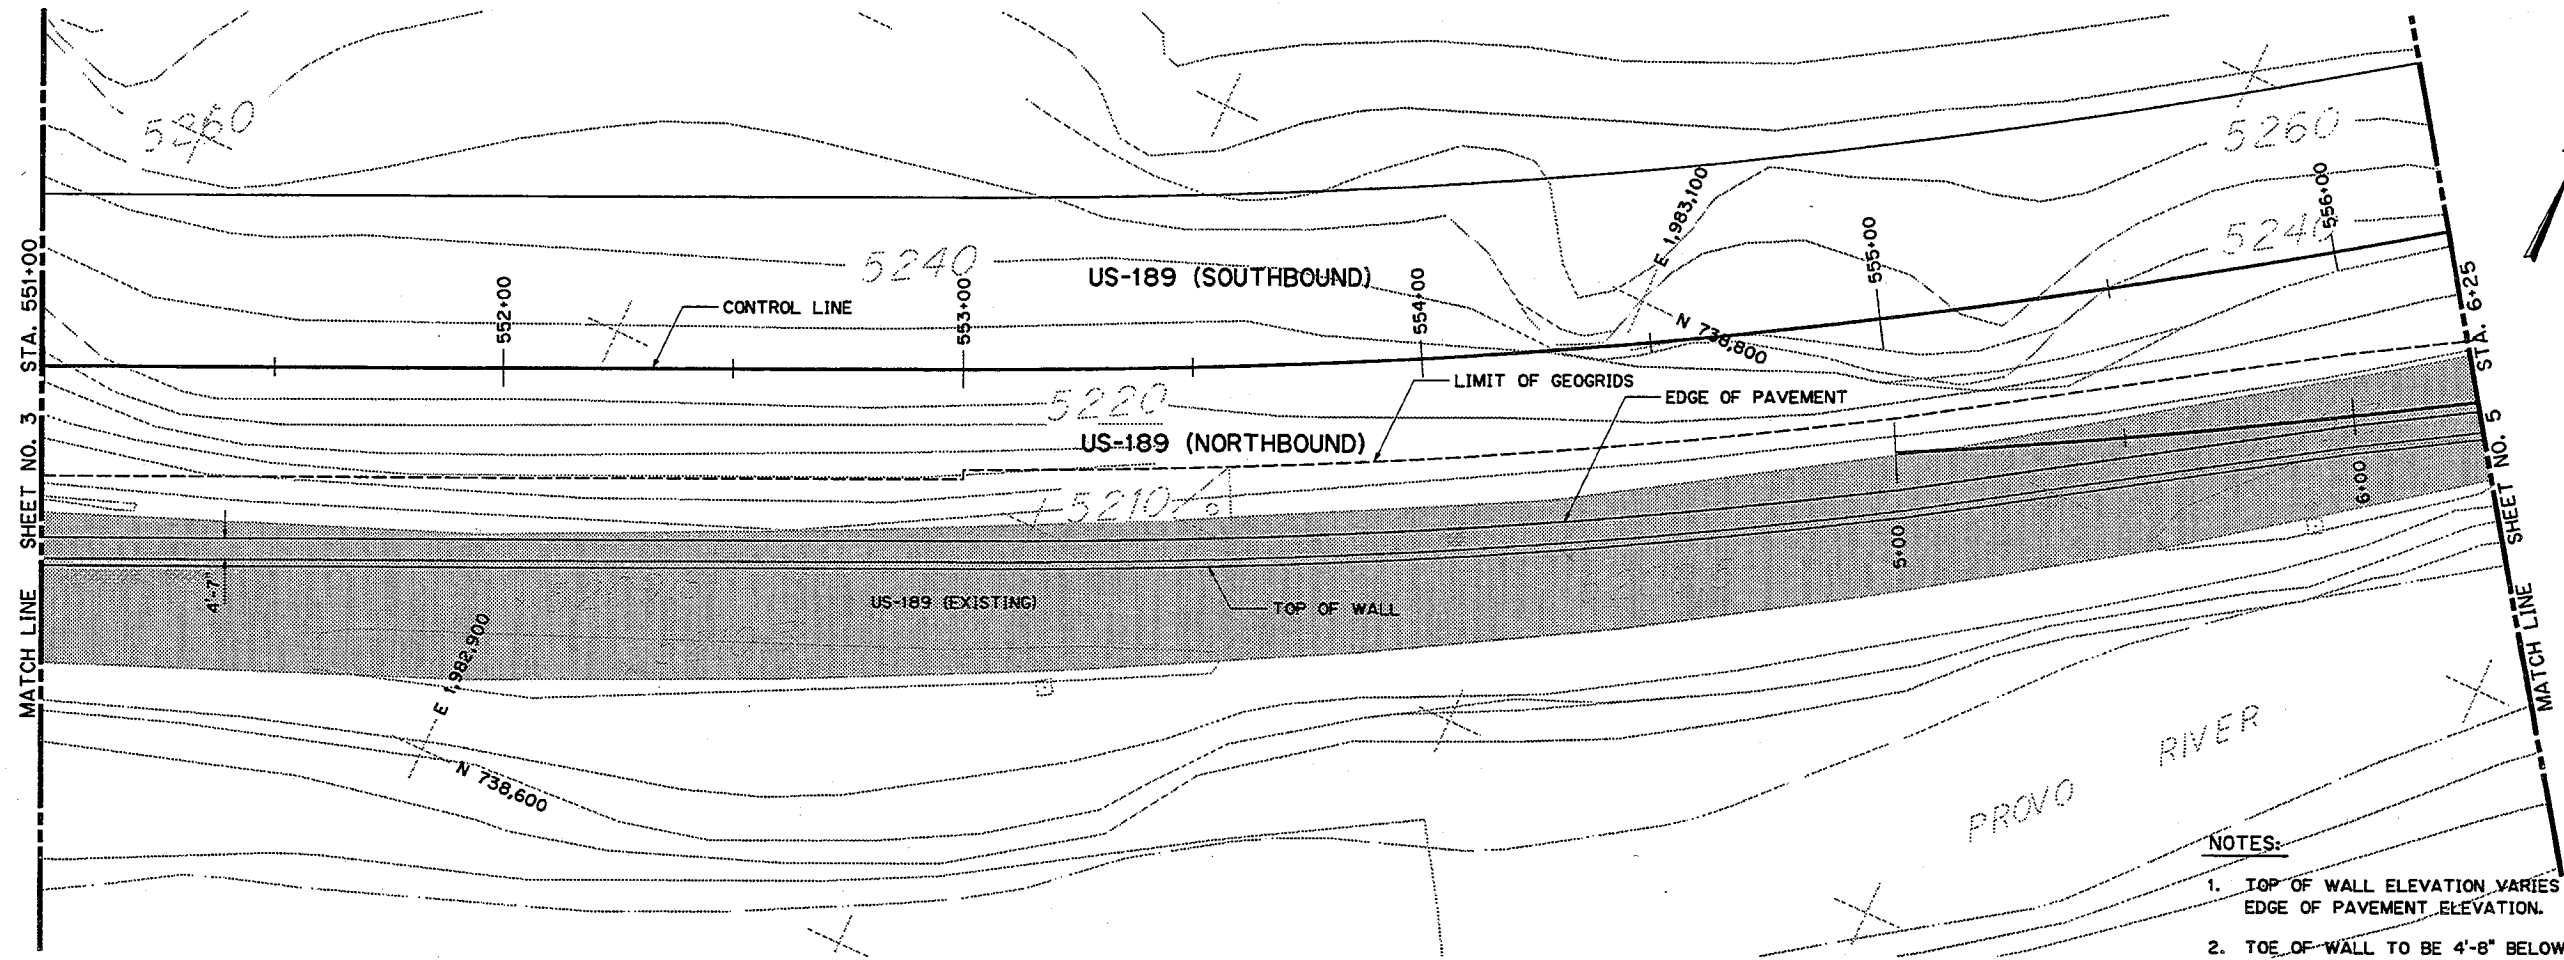 5260
5260
556+00
E 1,983,100
555+00
5240
5240
US-189 (SOUTHBOUND)
STA. 551+00
552+00
553+00
554+00
CONTROL LINE
N 738,800
STA. 6+25
LIMIT OF GEOGRIDS
EDGE OF PAVEMENT
5220
US-189 (NORTHBOUND)
SHEET NO. 3
SHEET NO. 5
5210
6+00
5+00
4'-7"
US-189 (EXISTING)
TOP OF WALL
MATCH LINE
MATCH LINE
E 1,982,900
N 738,600
PROVO RIVER
NOTES:
1. TOP OF WALL ELEVATION VARIES
EDGE OF PAVEMENT ELEVATION.
2. TOE OF WALL TO BE 4'-8" BELOW